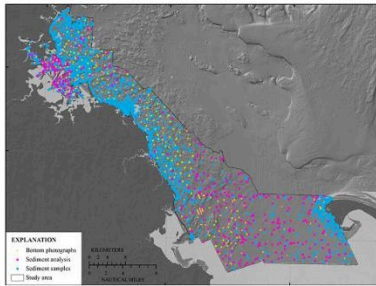 EXPLANATION
Bottom photographs
Sediment analysis
Sediment samples
Study area
KILOMETERS
NAUTICAL MILES